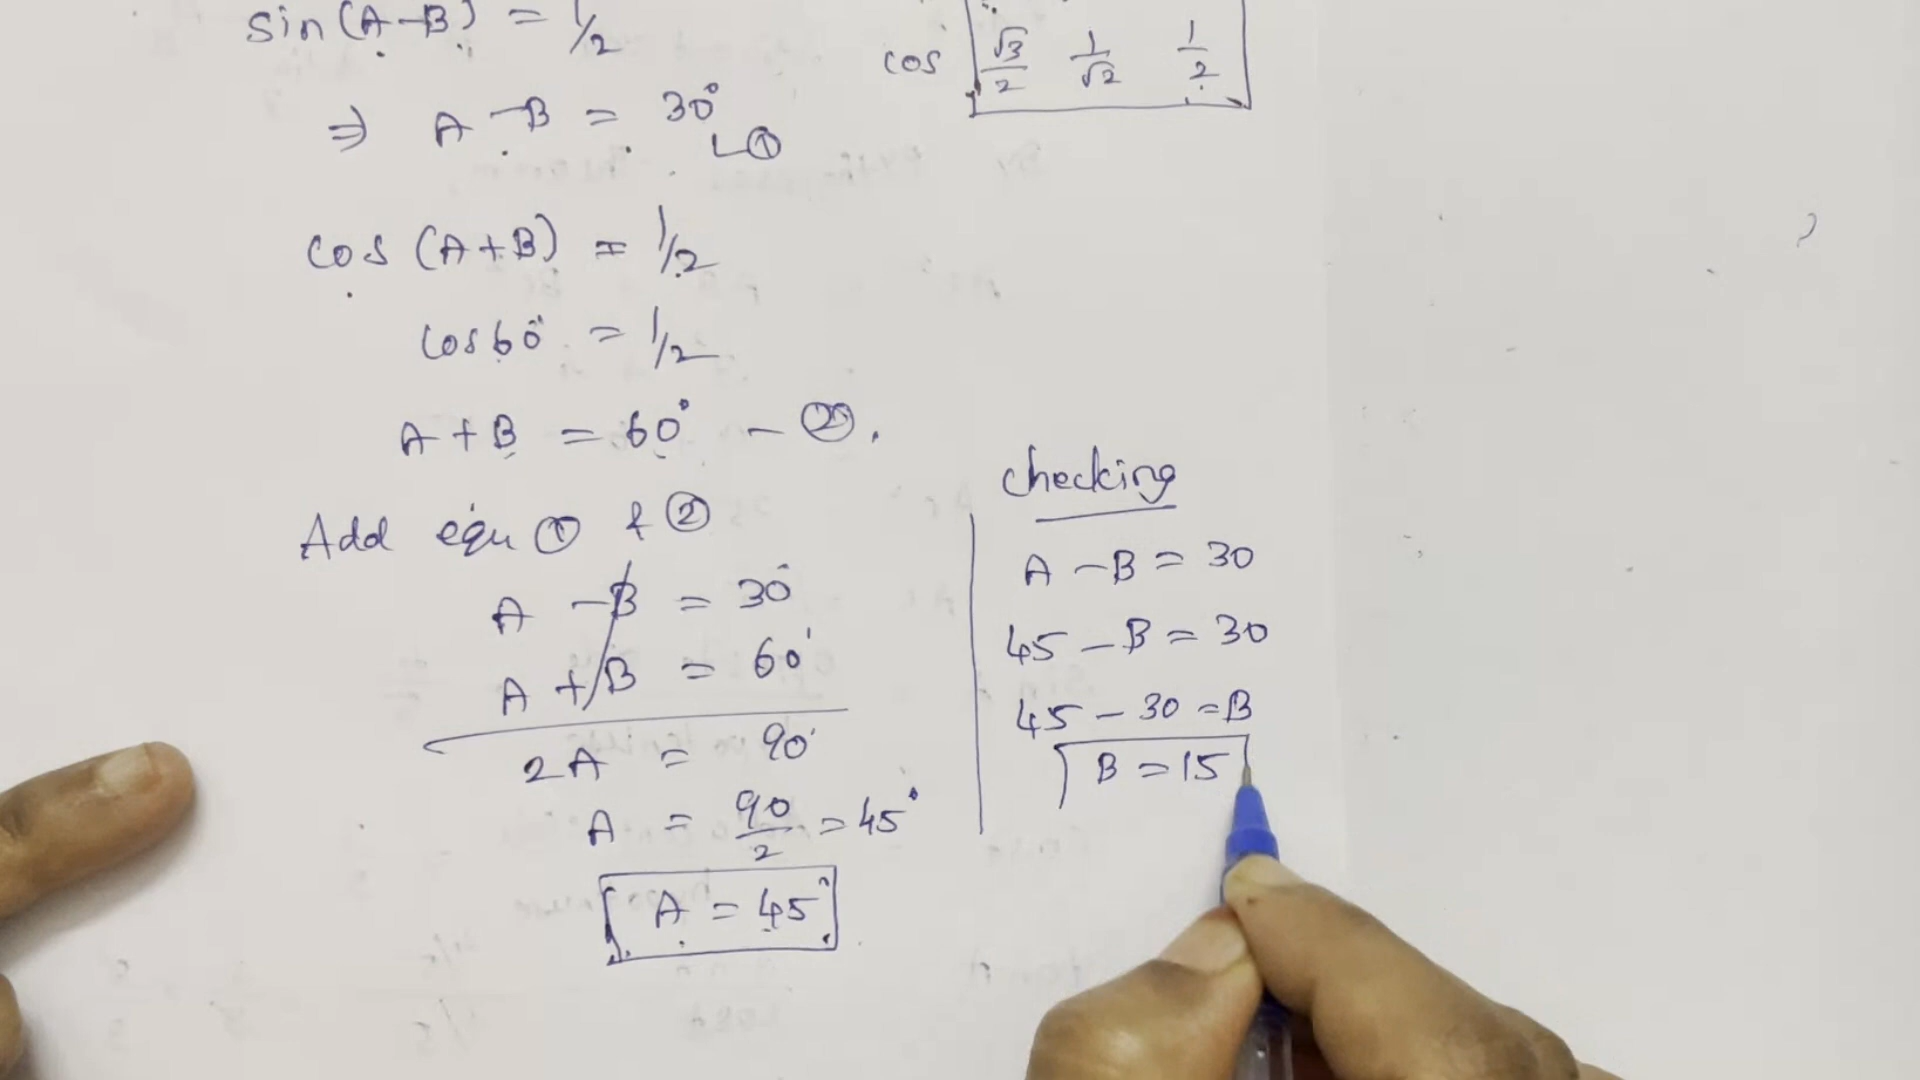 sin(A-B) = 1/2
cos √3/2 1/√2 1/2
⇒ A - B = 30° ①
cos (A+B) = 1/2
cos 60° = 1/2
A + B = 60° - ②.
Add equ ① & ②
A - B = 30°
A + B = 60°
2A = 90°
A = 90/2 = 45°
A = 45°
checking
A - B = 30
45 - B = 30
45 - 30 = B
B = 15